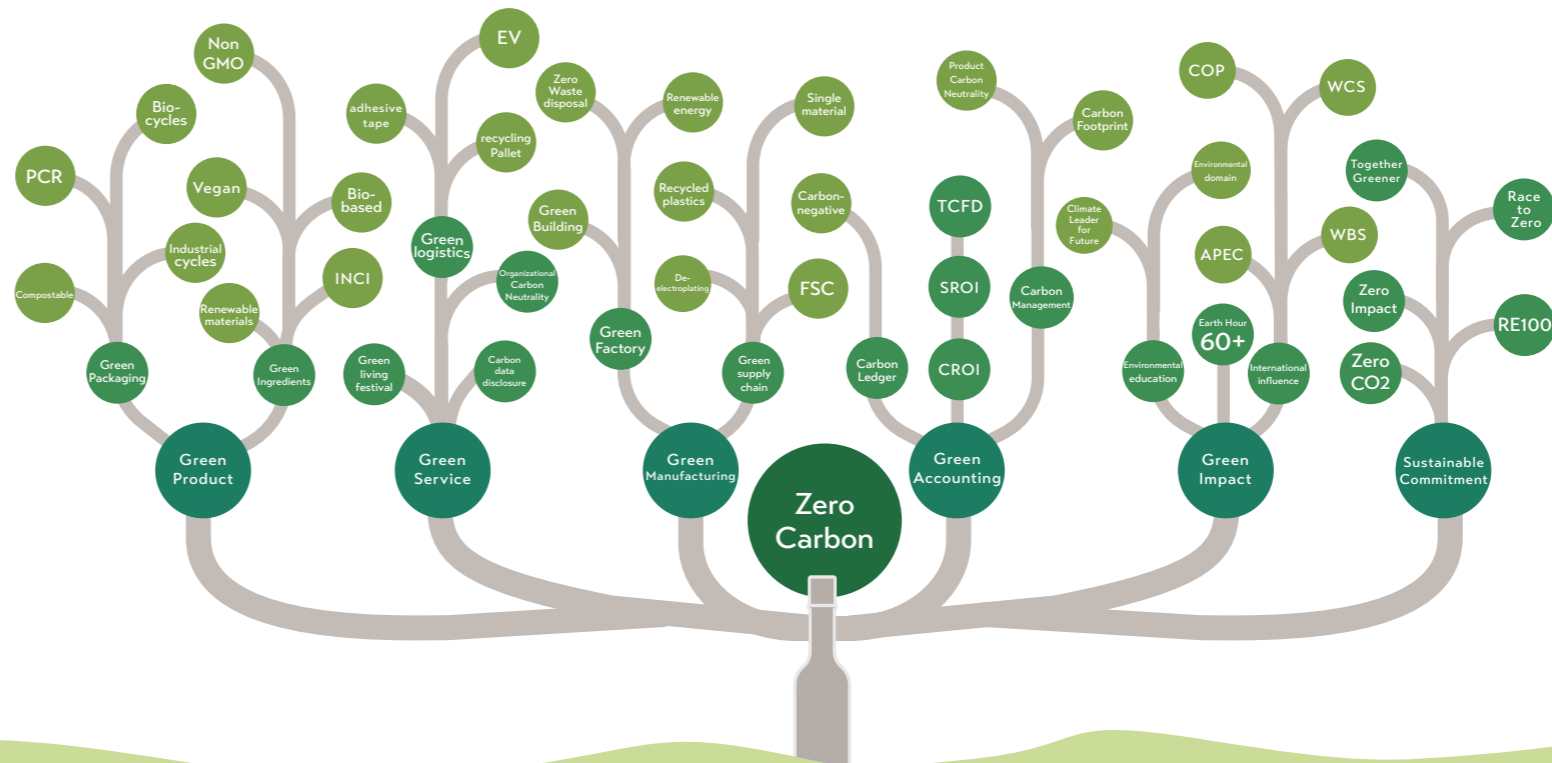 Non
GMO
Bio-
cycles
PCR
Vegan
Bio-
based
Industrial
cycles
INCI
Compostable
Renewable
materials
Green
Packaging
Green
Ingredients
Green
Product
EV
adhesive
tape
recycling
Pallet
Green
logistics
Organizational
Carbon
Neutrality
Green
living
festival
Carbon
data
disclosure
Green
Service
Zero
Waste
disposal
Renewable
energy
Single
material
Recycled
plastics
Green
Building
De-
electroplating
FSC
Green
Factory
Green
supply
chain
Green
Manufacturing
Zero
Carbon
Product
Carbon
Neutrality
Carbon
Footprint
Carbon-
negative
TCFD
SROI
Carbon
Management
Carbon
Ledger
CROI
Green
Accounting
COP
WCS
Environmental
domain
Climate
Leader
for
Future
WBS
APEC
Earth Hour
60+
Environmental
education
International
influence
Green
Impact
Together
Greener
Race
to
Zero
Zero
Impact
RE100
Zero
CO2
Sustainable
Commitment